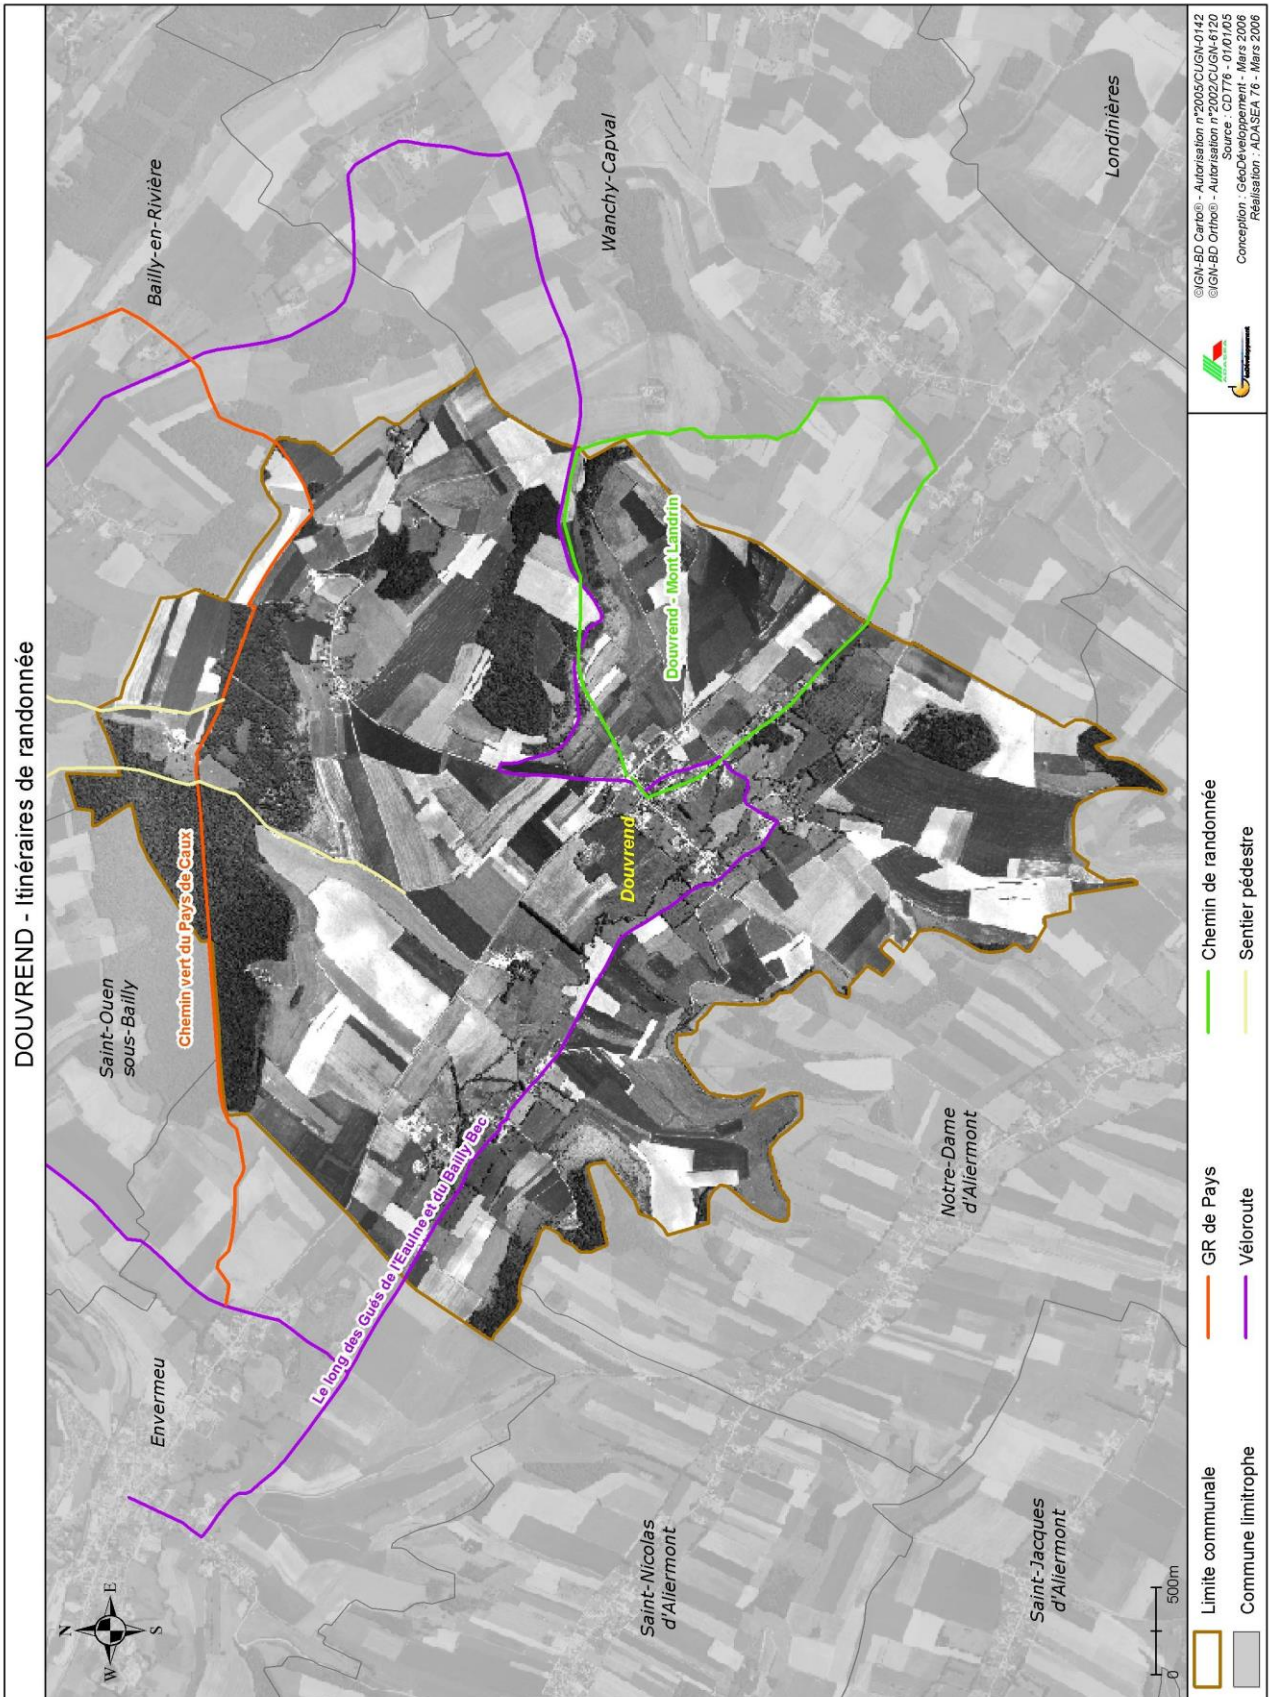 DOUVREND - Itinéraires de randonnée
N
W
E
S
Envermeu
Saint-Ouen
sous-Bailly
Bailly-en-Rivière
Chemin vert du Pays de Caux
Le long des Gués de l'Eaulne et du Bailly Bec
Douvrend
Douvrend - Mont Landrin
Wanchy-Capval
Saint-Nicolas
d'Aliermont
Notre-Dame
d'Aliermont
Saint-Jacques
d'Aliermont
Londinières
0
500m
Limite communale
Commune limitrophe
GR de Pays
Véloroute
Chemin de randonnée
Sentier pédestre
©IGN-BD Carto® - Autorisation n°2005/CUGN-0142
©IGN-BD Ortho® - Autorisation n°2002/CUGN-6120
Source : CDT76 - 01/01/05
Conception : GéoDéveloppement - Mars 2006
Réalisation : ADASEA 76 - Mars 2006
ADASEA